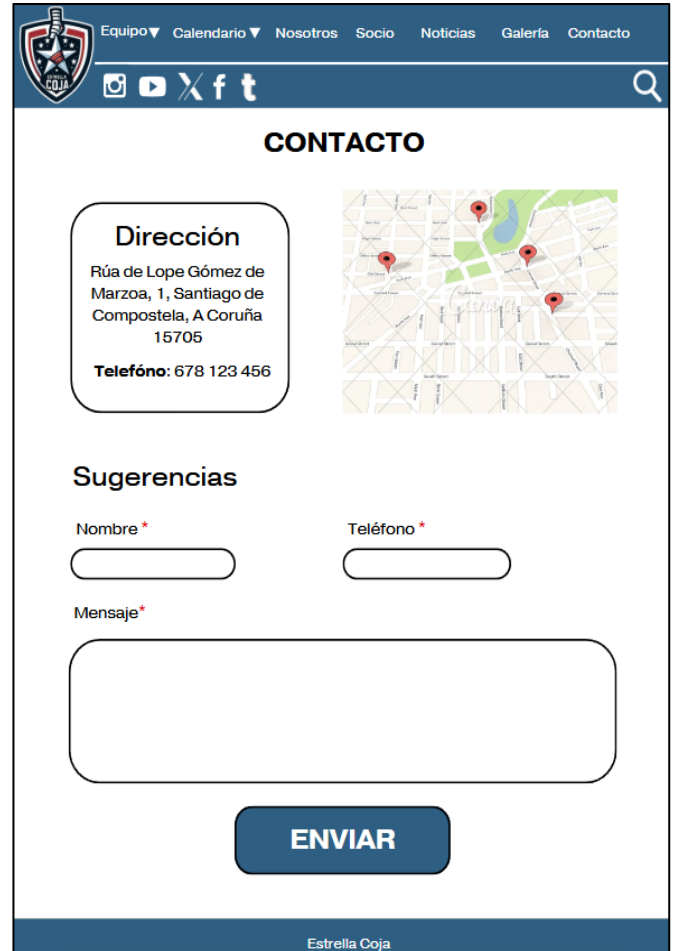 Equipo▼ Calendario▼ Nosotros Socio Noticias Galería Contacto
ESTRELLA
COJA
CONTACTO
Dirección
Rúa de Lope Gómez de
Marzoa, 1, Santiago de
Compostela, A Coruña
15705
Telefóno: 678 123 456
Sugerencias
Nombre *
Teléfono *
Mensaje*
ENVIAR
Estrella Coja